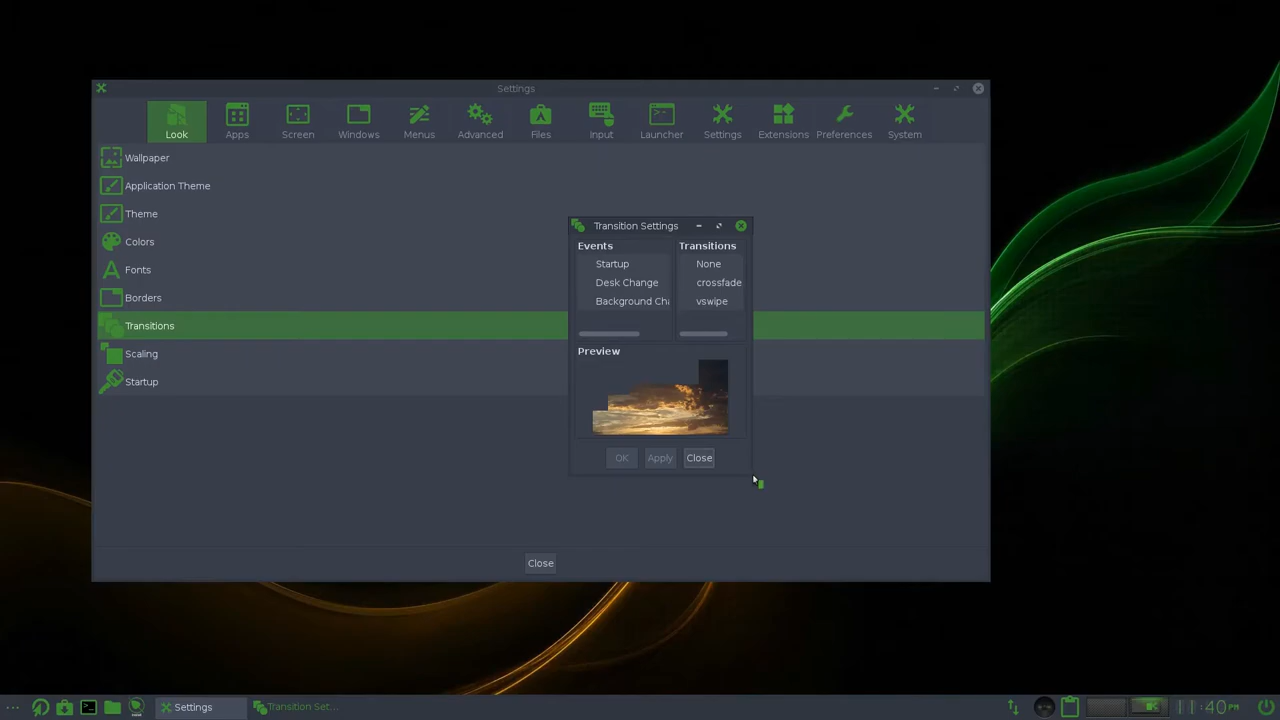 Settings
Look
Apps
Screen
Windows
Menus
Advanced
Files
Input
Launcher
Settings
Extensions
Preferences
System
Wallpaper
Application Theme
Theme
Colors
Fonts
Borders
Transitions
Scaling
Startup
Transition Settings
Events
Transitions
Startup
None
Desk Change
crossfade
Background Cha
vswipe
Preview
OK
Apply
Close
Close
Settings
Transition Set...